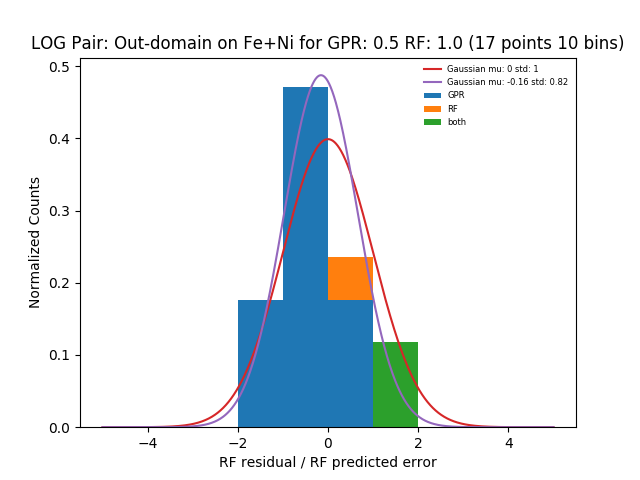 LOG Pair: Out-domain on Fe+Ni for GPR: 0.5 RF: 1.0 (17 points 10 bins)
Gaussian mu: 0 std: 1
Gaussian mu: -0.16 std: 0.82
GPR
RF
both
Normalized Counts
0.5
0.4
0.3
0.2
0.1
0.0
−4
−2
0
2
4
RF residual / RF predicted error